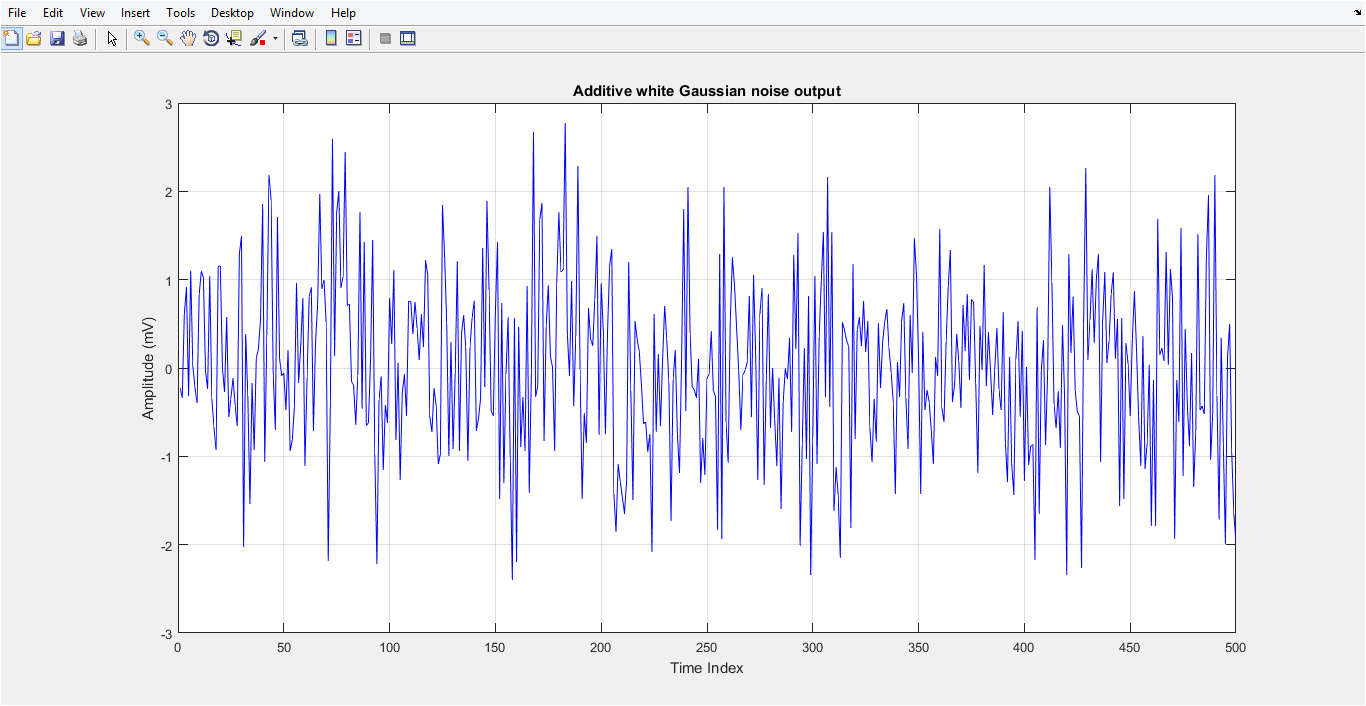 File Edit View Insert Tools Desktop Window Help
Additive white Gaussian noise output
3
2
1
0
-1
-2
-3
Amplitude (mV)
0 50 100 150 200 250 300 350 400 450 500
Time Index